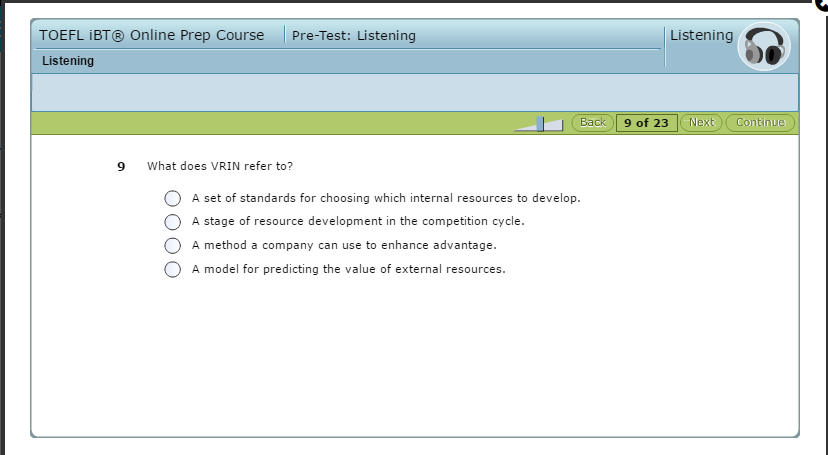 TOEFL iBT® Online Prep Course Pre-Test: Listening Listening
Listening
Back 9 of 23 Next Continue
9 What does VRIN refer to?
A set of standards for choosing which internal resources to develop.
A stage of resource development in the competition cycle.
A method a company can use to enhance advantage.
A model for predicting the value of external resources.